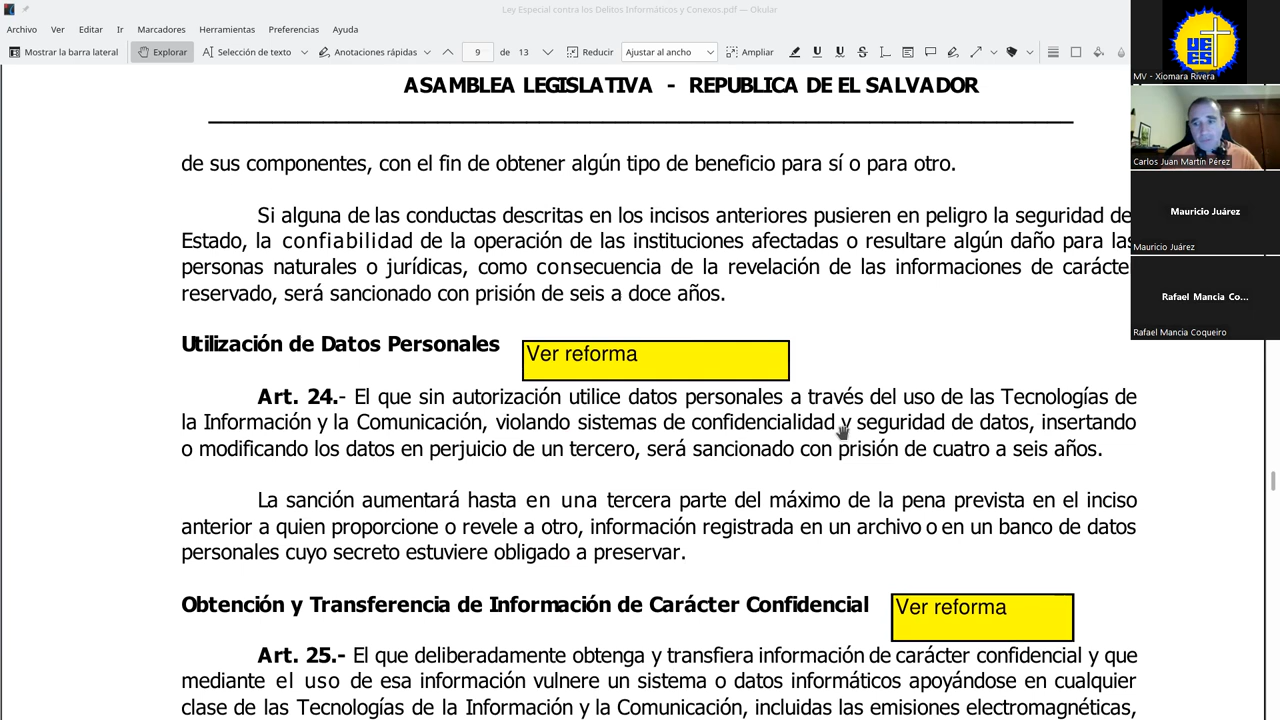 Ley Especial contra los Delitos Informáticos y Conexos.pdf — Okular
Archivo Ver Editar Ir Marcadores Herramientas Preferencias Ayuda
Mostrar la barra lateral Explorar Selección de texto Anotaciones rápidas 9 de 13 Reducir Ajustar al ancho Ampliar
UE
ES
MV - Xiomara Rivera
Carlos Juan Martín Pérez
Mauricio Juárez
Mauricio Juárez
Rafael Mancia Co...
Rafael Mancia Coqueiro
ASAMBLEA LEGISLATIVA - REPUBLICA DE EL SALVADOR
de sus componentes, con el fin de obtener algún tipo de beneficio para sí o para otro.
Si alguna de las conductas descritas en los incisos anteriores pusieren en peligro la seguridad de
Estado, la confiabilidad de la operación de las instituciones afectadas o resultare algún daño para las
personas naturales o jurídicas, como consecuencia de la revelación de las informaciones de carácte
reservado, será sancionado con prisión de seis a doce años.
Utilización de Datos Personales
Ver reforma
Art. 24.- El que sin autorización utilice datos personales a través del uso de las Tecnologías de
la Información y la Comunicación, violando sistemas de confidencialidad y seguridad de datos, insertando
o modificando los datos en perjuicio de un tercero, será sancionado con prisión de cuatro a seis años.
La sanción aumentará hasta en una tercera parte del máximo de la pena prevista en el inciso
anterior a quien proporcione o revele a otro, información registrada en un archivo o en un banco de datos
personales cuyo secreto estuviere obligado a preservar.
Obtención y Transferencia de Información de Carácter Confidencial
Ver reforma
Art. 25.- El que deliberadamente obtenga y transfiera información de carácter confidencial y que
mediante el uso de esa información vulnere un sistema o datos informáticos apoyándose en cualquier
clase de las Tecnologías de la Información y la Comunicación, incluidas las emisiones electromagnéticas,